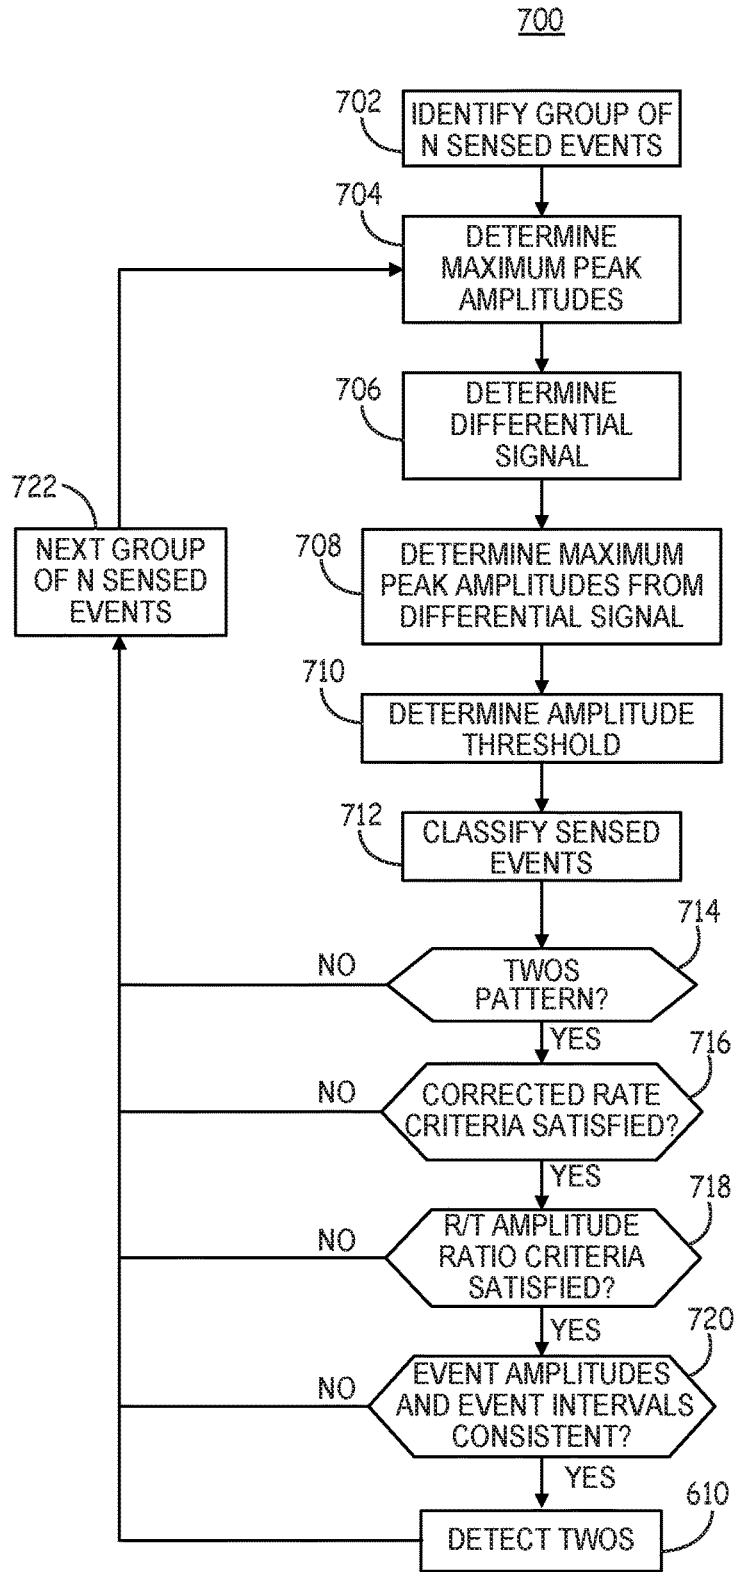 700
702
IDENTIFY GROUP OF
N SENSED EVENTS
704
DETERMINE
MAXIMUM PEAK
AMPLITUDES
706
DETERMINE
DIFFERENTIAL
SIGNAL
722
NEXT GROUP
OF N SENSED
EVENTS
708
DETERMINE MAXIMUM
PEAK AMPLITUDES FROM
DIFFERENTIAL SIGNAL
710
DETERMINE AMPLITUDE
THRESHOLD
712
CLASSIFY SENSED
EVENTS
714
NO
TWOS
PATTERN?
YES
716
NO
CORRECTED RATE
CRITERIA SATISFIED?
YES
718
NO
R/T AMPLITUDE
RATIO CRITERIA
SATISFIED?
YES
720
NO
EVENT AMPLITUDES
AND EVENT INTERVALS
CONSISTENT?
YES
610
DETECT TWOS